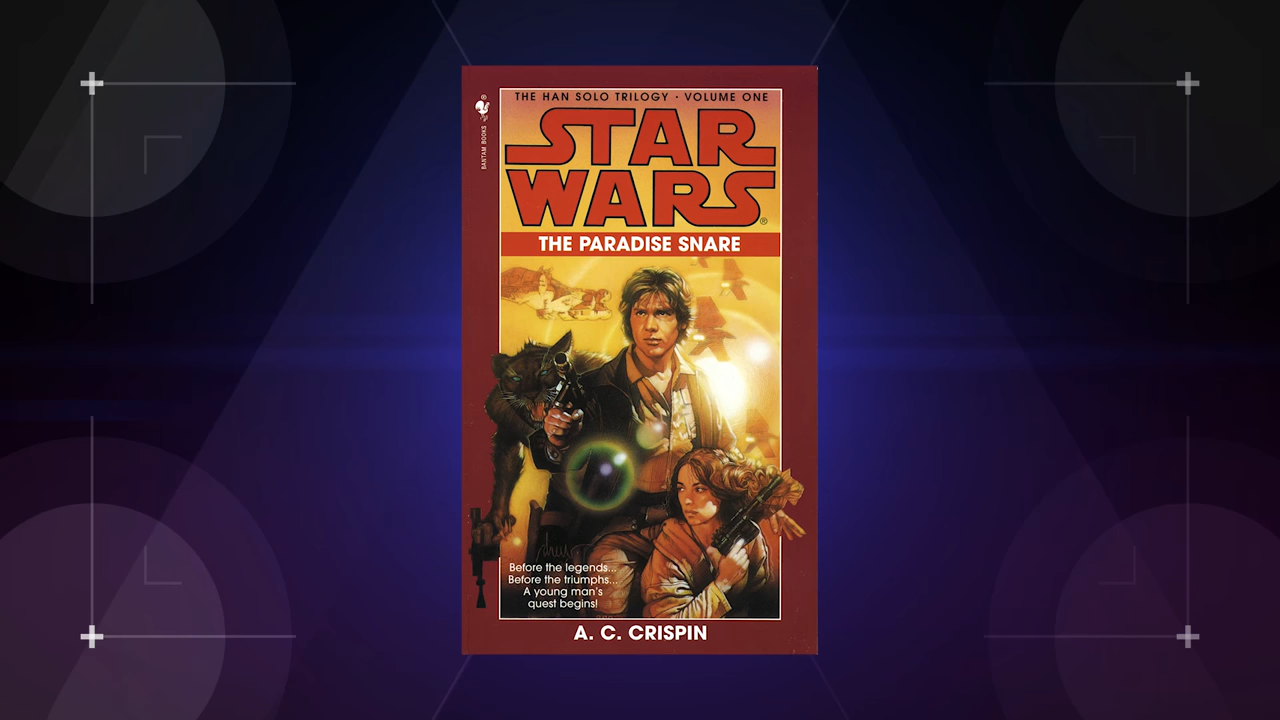 THE HAN SOLO TRILOGY · VOLUME ONE
BANTAM BOOKS
®
STAR
WARS®
THE PARADISE SNARE
drew
Before the legends...
Before the triumphs...
A young man's
quest begins!
A. C. CRISPIN